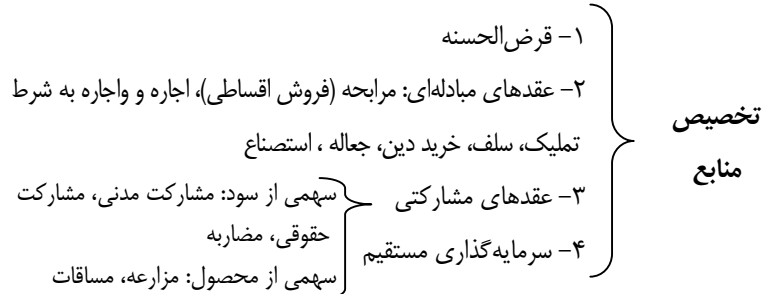 تخصیص
منابع
۱- قرض‌الحسنه
۲- عقدهای مبادله‌ای: مرابحه (فروش اقساطی)، اجاره و واجاره به شرط
تملیک، سلف، خرید دین، جعاله ، استصناع
۳- عقدهای مشارکتی
سهمی از سود: مشارکت مدنی، مشارکت
حقوقی، مضاربه
سهمی از محصول: مزارعه، مساقات
۴- سرمایه‌گذاری مستقیم